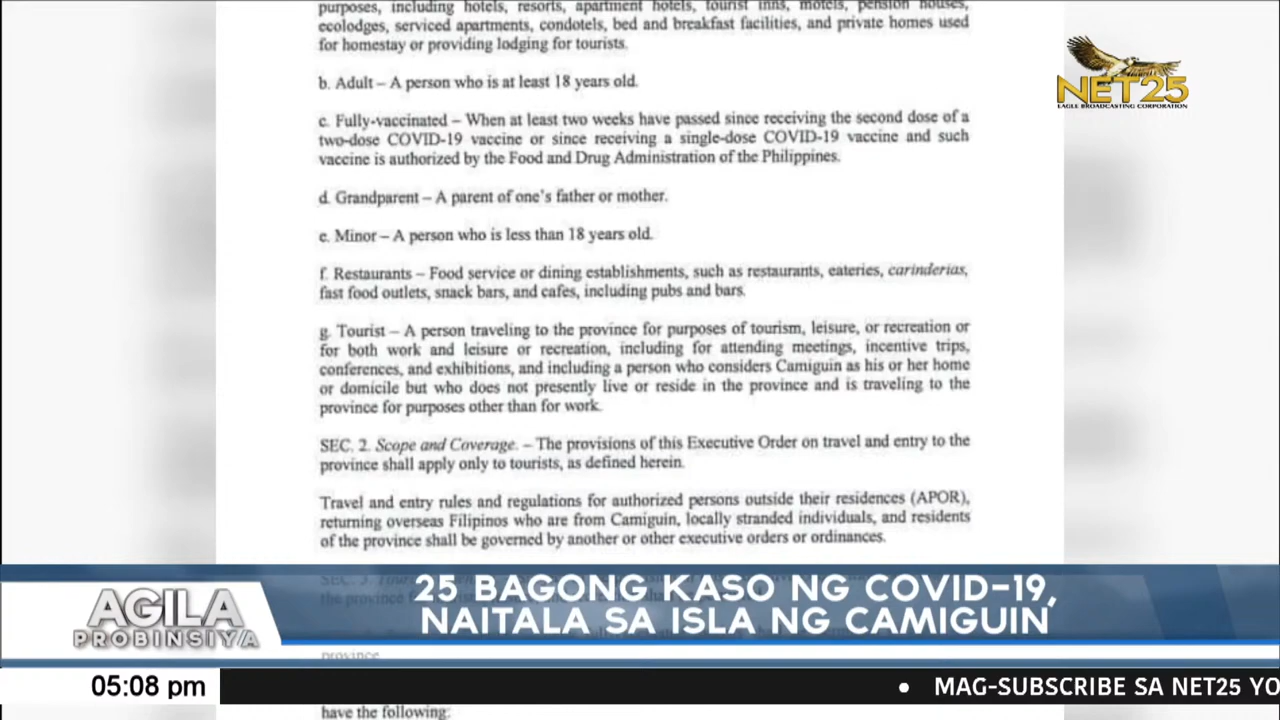 purposes, including hotels, resorts, apartment hotels, tourist inns, motels, pension houses,
ecolodges, serviced apartments, condotels, bed and breakfast facilities, and private homes used
for homestay or providing lodging for tourists.
b. Adult – A person who is at least 18 years old.
c. Fully-vaccinated – When at least two weeks have passed since receiving the second dose of a
two-dose COVID-19 vaccine or since receiving a single-dose COVID-19 vaccine and such
vaccine is authorized by the Food and Drug Administration of the Philippines.
d. Grandparent – A parent of one's father or mother.
e. Minor – A person who is less than 18 years old.
f. Restaurants – Food service or dining establishments, such as restaurants, eateries, carinderias,
fast food outlets, snack bars, and cafes, including pubs and bars.
g. Tourist – A person traveling to the province for purposes of tourism, leisure, or recreation or
for both work and leisure or recreation, including for attending meetings, incentive trips,
conferences, and exhibitions, and including a person who considers Camiguin as his or her home
or domicile but who does not presently live or reside in the province and is traveling to the
province for purposes other than for work.
SEC. 2. Scope and Coverage. – The provisions of this Executive Order on travel and entry to the
province shall apply only to tourists, as defined herein.
Travel and entry rules and regulations for authorized persons outside their residences (APOR),
returning overseas Filipinos who are from Camiguin, locally stranded individuals, and residents
of the province shall be governed by another or other executive orders or ordinances.
SEC. 3.
the province
province
have the following:
NET25
EAGLE BROADCASTING CORPORATION
AGILA
PROBINSIYA
25 BAGONG KASO NG COVID-19,
NAITALA SA ISLA NG CAMIGUIN
05:08 pm
• MAG-SUBSCRIBE SA NET25 YO